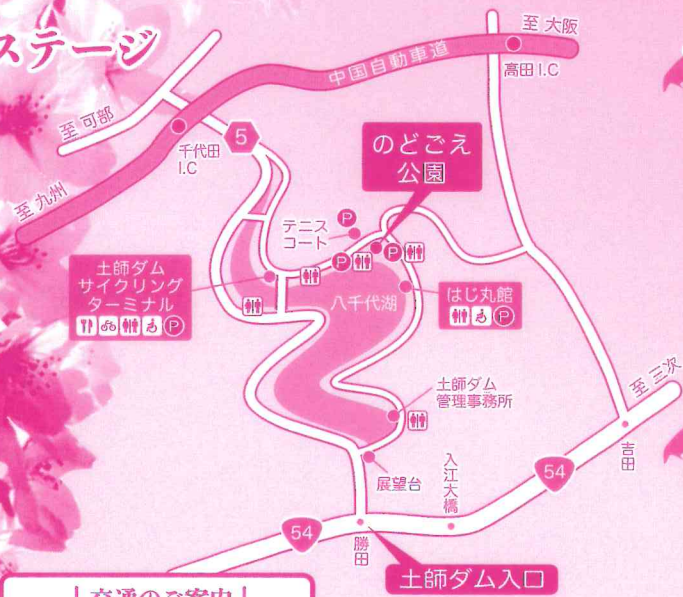 ステージ
至 大阪
中国自動車道
高田 I.C
至 可部
5
千代田
I.C
のどごえ
公園
至 九州
テニス
コート
P
P
P
土師ダム
サイクリング
ターミナル
P
八千代湖
はじ丸館
P
土師ダム
管理事務所
至 三次
吉田
展望台
入江大橋
54
54
勝田
土師ダム入口
交通のご案内